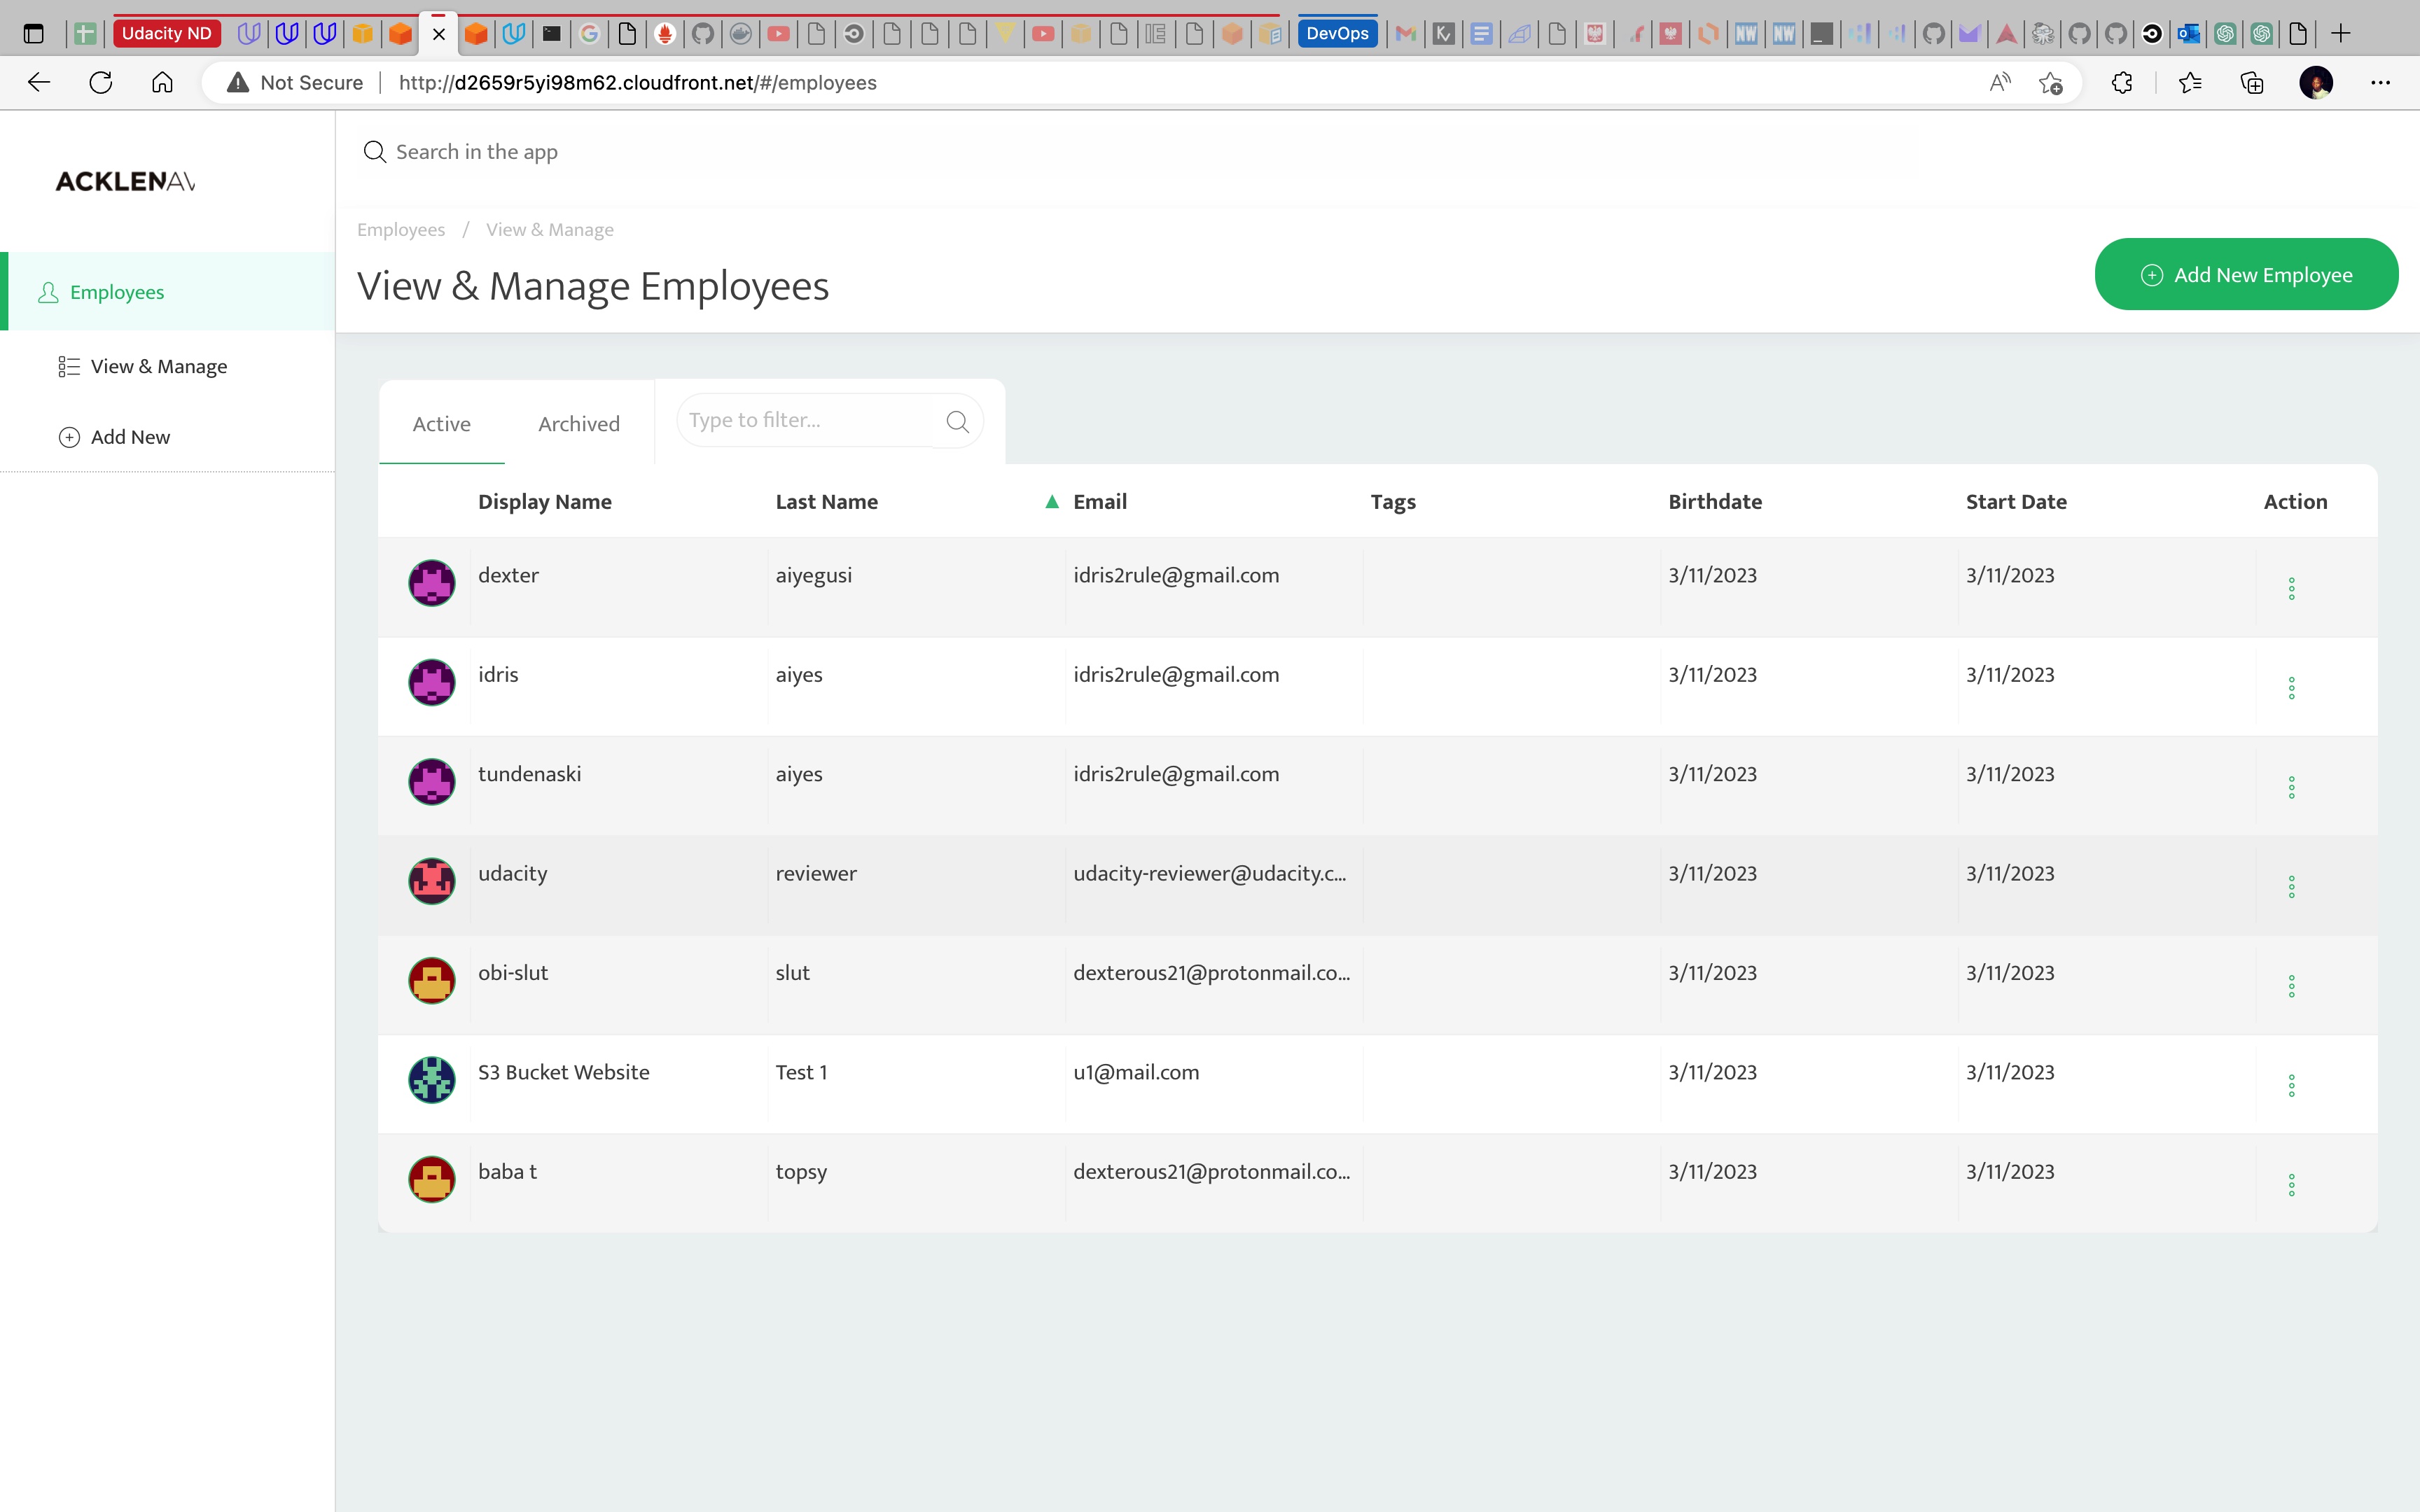 Udacity ND
DevOps
Not Secure
http://d2659r5yi98m62.cloudfront.net/#/employees
ACKLENAV
Search in the app
Employees / View & Manage
View & Manage Employees
Add New Employee
Employees
View & Manage
Add New
Active Archived Type to filter...
Display Name Last Name Email Tags Birthdate Start Date Action
dexter aiyegusi idris2rule@gmail.com 3/11/2023 3/11/2023
idris aiyes idris2rule@gmail.com 3/11/2023 3/11/2023
tundenaski aiyes idris2rule@gmail.com 3/11/2023 3/11/2023
udacity reviewer udacity-reviewer@udacity.c... 3/11/2023 3/11/2023
obi-slut slut dexterous21@protonmail.co... 3/11/2023 3/11/2023
S3 Bucket Website Test 1 u1@mail.com 3/11/2023 3/11/2023
baba t topsy dexterous21@protonmail.co... 3/11/2023 3/11/2023